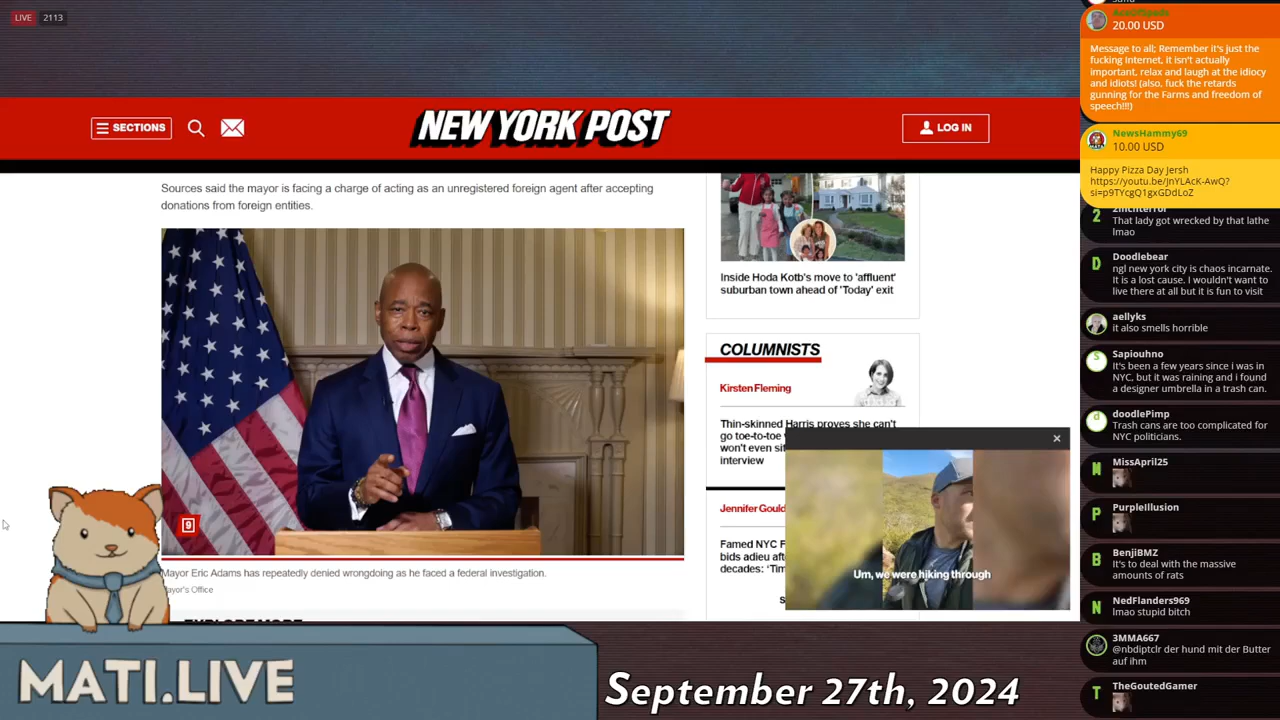 LIVE 2113
SECTIONS
NEW YORK POST
LOG IN
Sources said the mayor is facing a charge of acting as an unregistered foreign agent after accepting
donations from foreign entities.
9
Mayor Eric Adams has repeatedly denied wrongdoing as he faced a federal investigation.
ayor's Office
EXPLORE MORE
Inside Hoda Kotb's move to 'affluent'
suburban town ahead of 'Today' exit
COLUMNISTS
Kirsten Fleming
Thin-skinned Harris proves she can't
go toe-to-toe
won't even sit
interview
Jennifer Gould
Famed NYC F
bids adieu aft
decades: 'Tim
Um, we were hiking through
MATI.LIVE
September 27th, 2024
AceOfSpads
20.00 USD
Message to all; Remember it's just the
fucking Internet, it isn't actually
important, relax and laugh at the idiocy
and idiots! (also, fuck the retards
gunning for the Farms and freedom of
speech!!!)
NewsHammy69
10.00 USD
Happy Pizza Day Jersh
https://youtu.be/JnYLAcK-AwQ?
si=p9TYcgQ1gxGDdLoZ
2
That lady got wrecked by that lathe
lmao
D
Doodlebear
ngl new york city is chaos incarnate.
It is a lost cause. I wouldn't want to
live there at all but it is fun to visit
aellyks
it also smells horrible
S
Sapiouhno
It's been a few years since i was in
NYC, but it was raining and i found
a designer umbrella in a trash can.
d
doodlePimp
Trash cans are too complicated for
NYC politicians.
M
MissApril25
P
PurpleIllusion
B
BenjiBMZ
It's to deal with the massive
amounts of rats
N
NedFlanders969
lmao stupid bitch
3MMA667
@nbdiptclr der hund mit der Butter
auf ihm
T
TheGoutedGamer